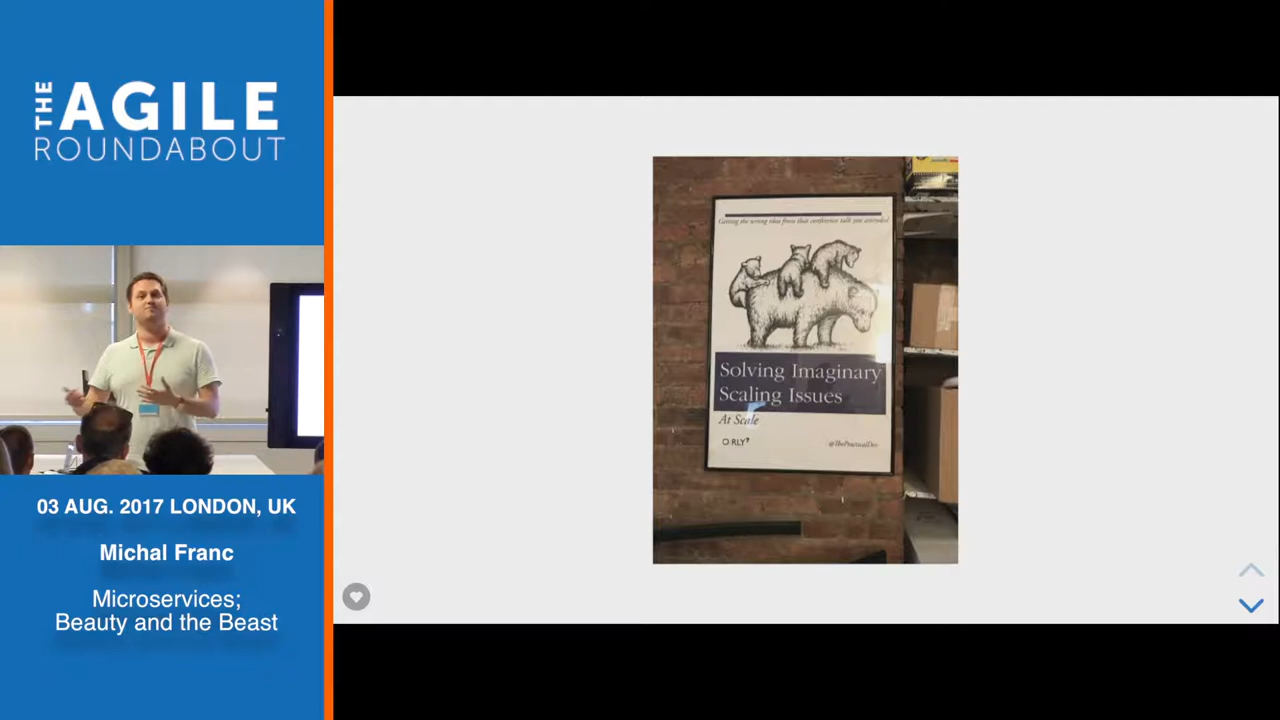 THE AGILE
ROUNDABOUT
03 AUG. 2017 LONDON, UK
Michal Franc
Microservices;
Beauty and the Beast
Getting the wrong idea from that conference talk you attended
Solving Imaginary
Scaling Issues
At Scale
O RLY?
@ThePracticalDev